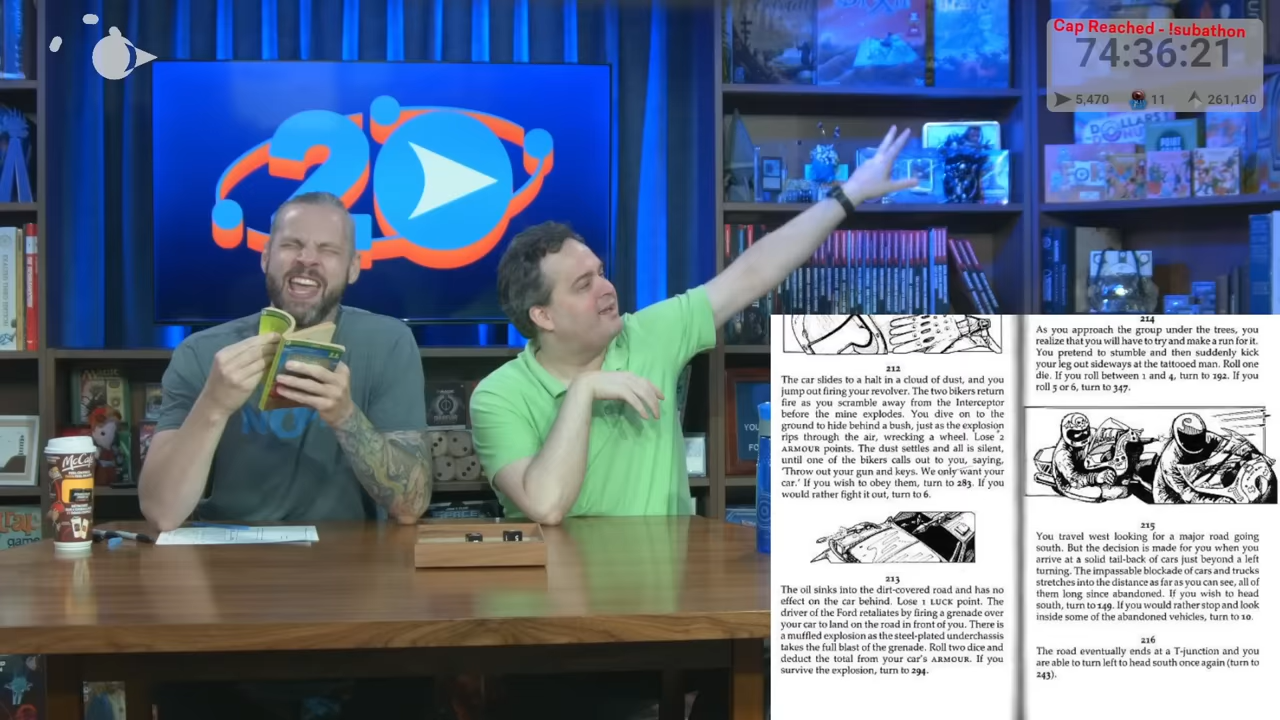 Cap Reached - !subathon
74:36:21
5,470
11
261,140
20
McCafé
212
The car slides to a halt in a cloud of dust, and you
jump out firing your revolver. The two bikers return
fire as you scramble away from the Interceptor
before the mine explodes. You dive on to the
ground to hide behind a bush, just as the explosion
rips through the air, wrecking a wheel. Lose 2
ARMOUR points. The dust settles and all is silent,
until one of the bikers calls out to you, saying,
'Throw out your gun and keys. We only want your
car.' If you wish to obey them, turn to 283. If you
would rather fight it out, turn to 6.
213
The oil sinks into the dirt-covered road and has no
effect on the car behind. Lose 1 LUCK point. The
driver of the Ford retaliates by firing a grenade over
your car to land on the road in front of you. There is
a muffled explosion as the steel-plated underchassis
takes the full blast of the grenade. Roll two dice and
deduct the total from your car's ARMOUR. If you
survive the explosion, turn to 294.
214
As you approach the group under the trees, you
realize that you will have to try and make a run for it.
You pretend to stumble and then suddenly kick
your leg out sideways at the tattooed man. Roll one
die. If you roll between 1 and 4, turn to 192. If you
roll 5 or 6, turn to 347.
215
You travel west looking for a major road going
south. But the decision is made for you when you
arrive at a solid tail-back of cars just beyond a left
turning. The impassable blockade of cars and trucks
stretches into the distance as far as you can see, all of
them long since abandoned. If you wish to head
south, turn to 149. If you would rather stop and look
inside some of the abandoned vehicles, turn to 10.
216
The road eventually ends at a T-junction and you
are able to turn left to head south once again (turn to
243).